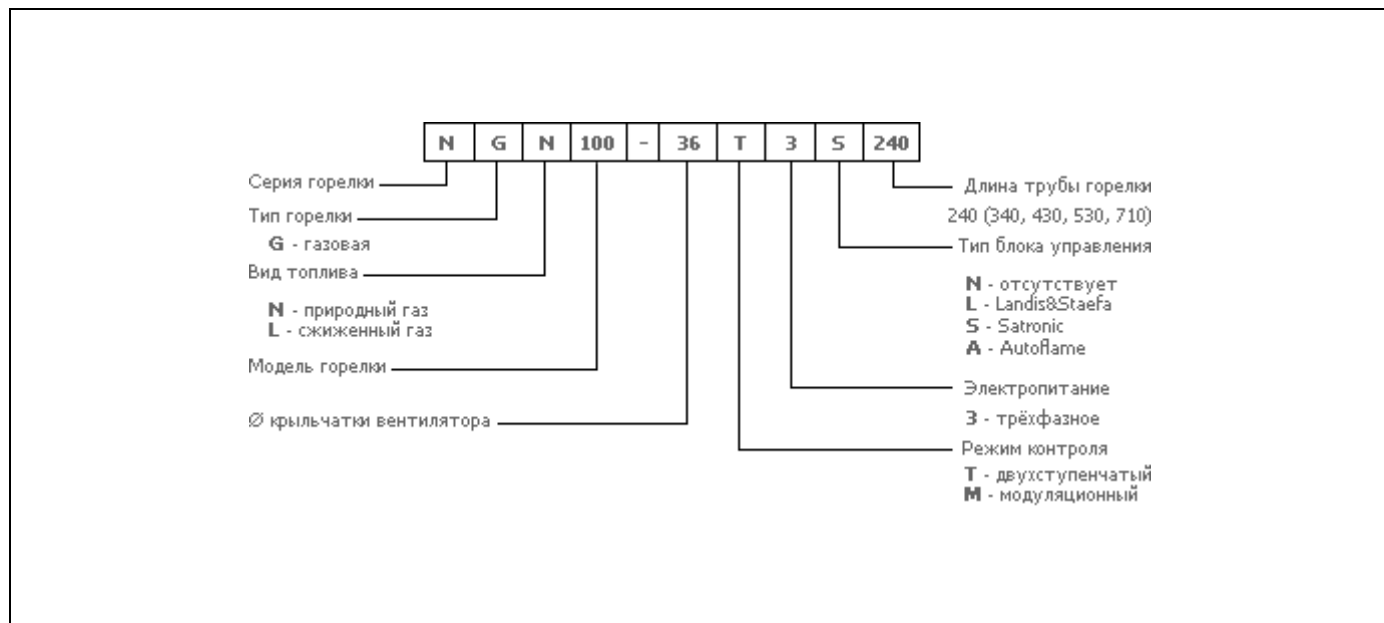 N G N 100 - 36 T 3 S 240
Серия горелки
Тип горелки
G - газовая
Вид топлива
N - природный газ
L - сжиженный газ
Модель горелки
Ø крыльчатки вентилятора
Длина трубы горелки
240 (340, 430, 530, 710)
Тип блока управления
N - отсутствует
L - Landis&Staefa
S - Satronic
A - Autoflame
Электропитание
3 - трёхфазное
Режим контроля
T - двухступенчатый
M - модуляционный